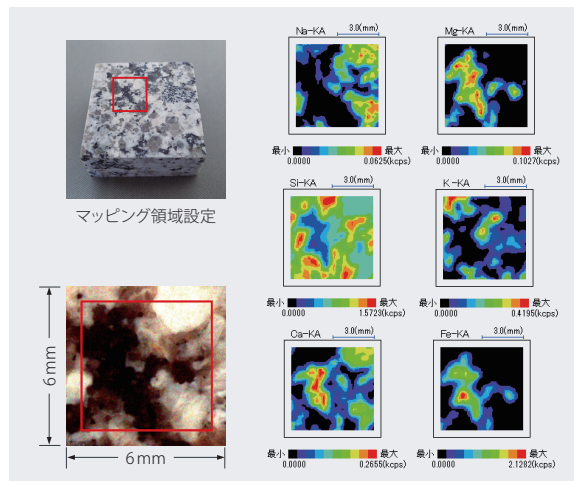 マッピング領域設定
6mm
6mm
Na-KA 3.0(mm)
最小 最大
0.0000 0.0625(kcps)
Mg-KA 3.0(mm)
最小 最大
0.0000 0.1027(kcps)
Si-KA 3.0(mm)
最小 最大
0.0000 1.5723(kcps)
K -KA 3.0(mm)
最小 最大
0.0000 0.4195(kcps)
Ca-KA 3.0(mm)
最小 最大
0.0000 0.2655(kcps)
Fe-KA 3.0(mm)
最小 最大
0.0000 2.1282(kcps)